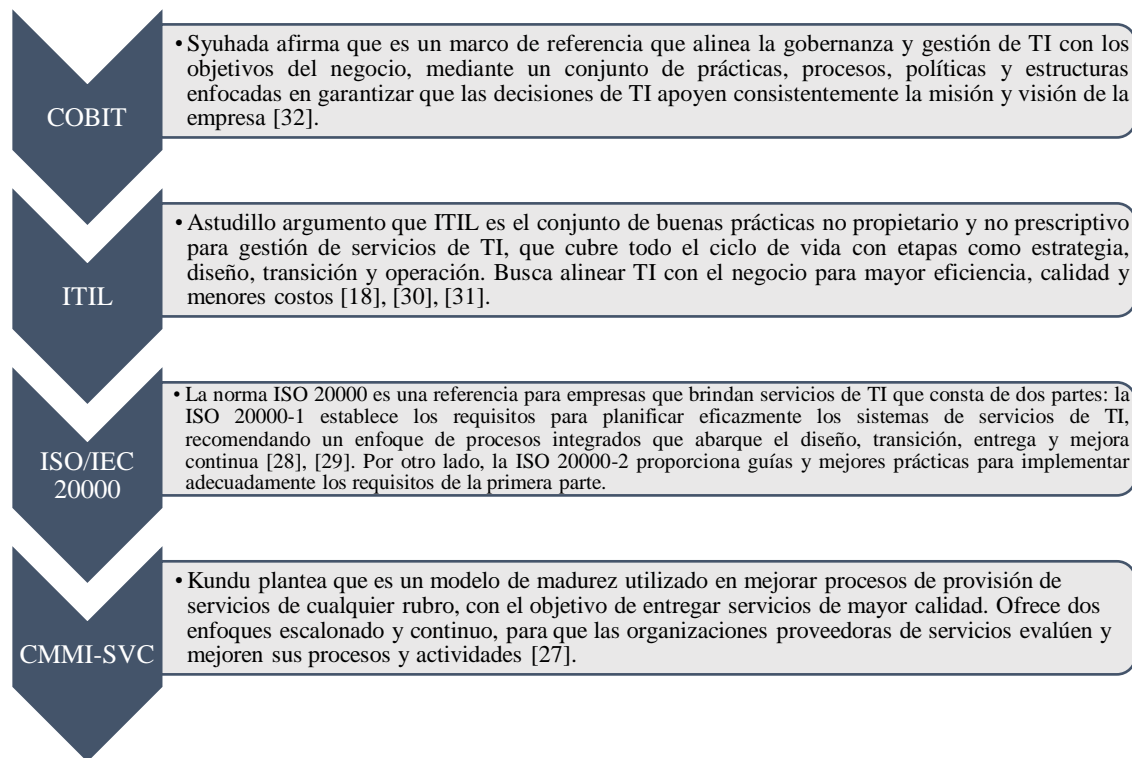 COBIT
• Syuhada afirma que es un marco de referencia que alinea la gobernanza y gestión de TI con los
objetivos del negocio, mediante un conjunto de prácticas, procesos, políticas y estructuras
enfocadas en garantizar que las decisiones de TI apoyen consistentemente la misión y visión de la
empresa [32].
ITIL
• Astudillo argumento que ITIL es el conjunto de buenas prácticas no propietario y no prescriptivo
para gestión de servicios de TI, que cubre todo el ciclo de vida con etapas como estrategia,
diseño, transición y operación. Busca alinear TI con el negocio para mayor eficiencia, calidad y
menores costos [18], [30], [31].
ISO/IEC
20000
• La norma ISO 20000 es una referencia para empresas que brindan servicios de TI que consta de dos partes: la
ISO 20000-1 establece los requisitos para planificar eficazmente los sistemas de servicios de TI,
recomendando un enfoque de procesos integrados que abarque el diseño, transición, entrega y mejora
continua [28], [29]. Por otro lado, la ISO 20000-2 proporciona guías y mejores prácticas para implementar
adecuadamente los requisitos de la primera parte.
CMMI-SVC
• Kundu plantea que es un modelo de madurez utilizado en mejorar procesos de provisión de
servicios de cualquier rubro, con el objetivo de entregar servicios de mayor calidad. Ofrece dos
enfoques escalonado y continuo, para que las organizaciones proveedoras de servicios evalúen y
mejoren sus procesos y actividades [27].